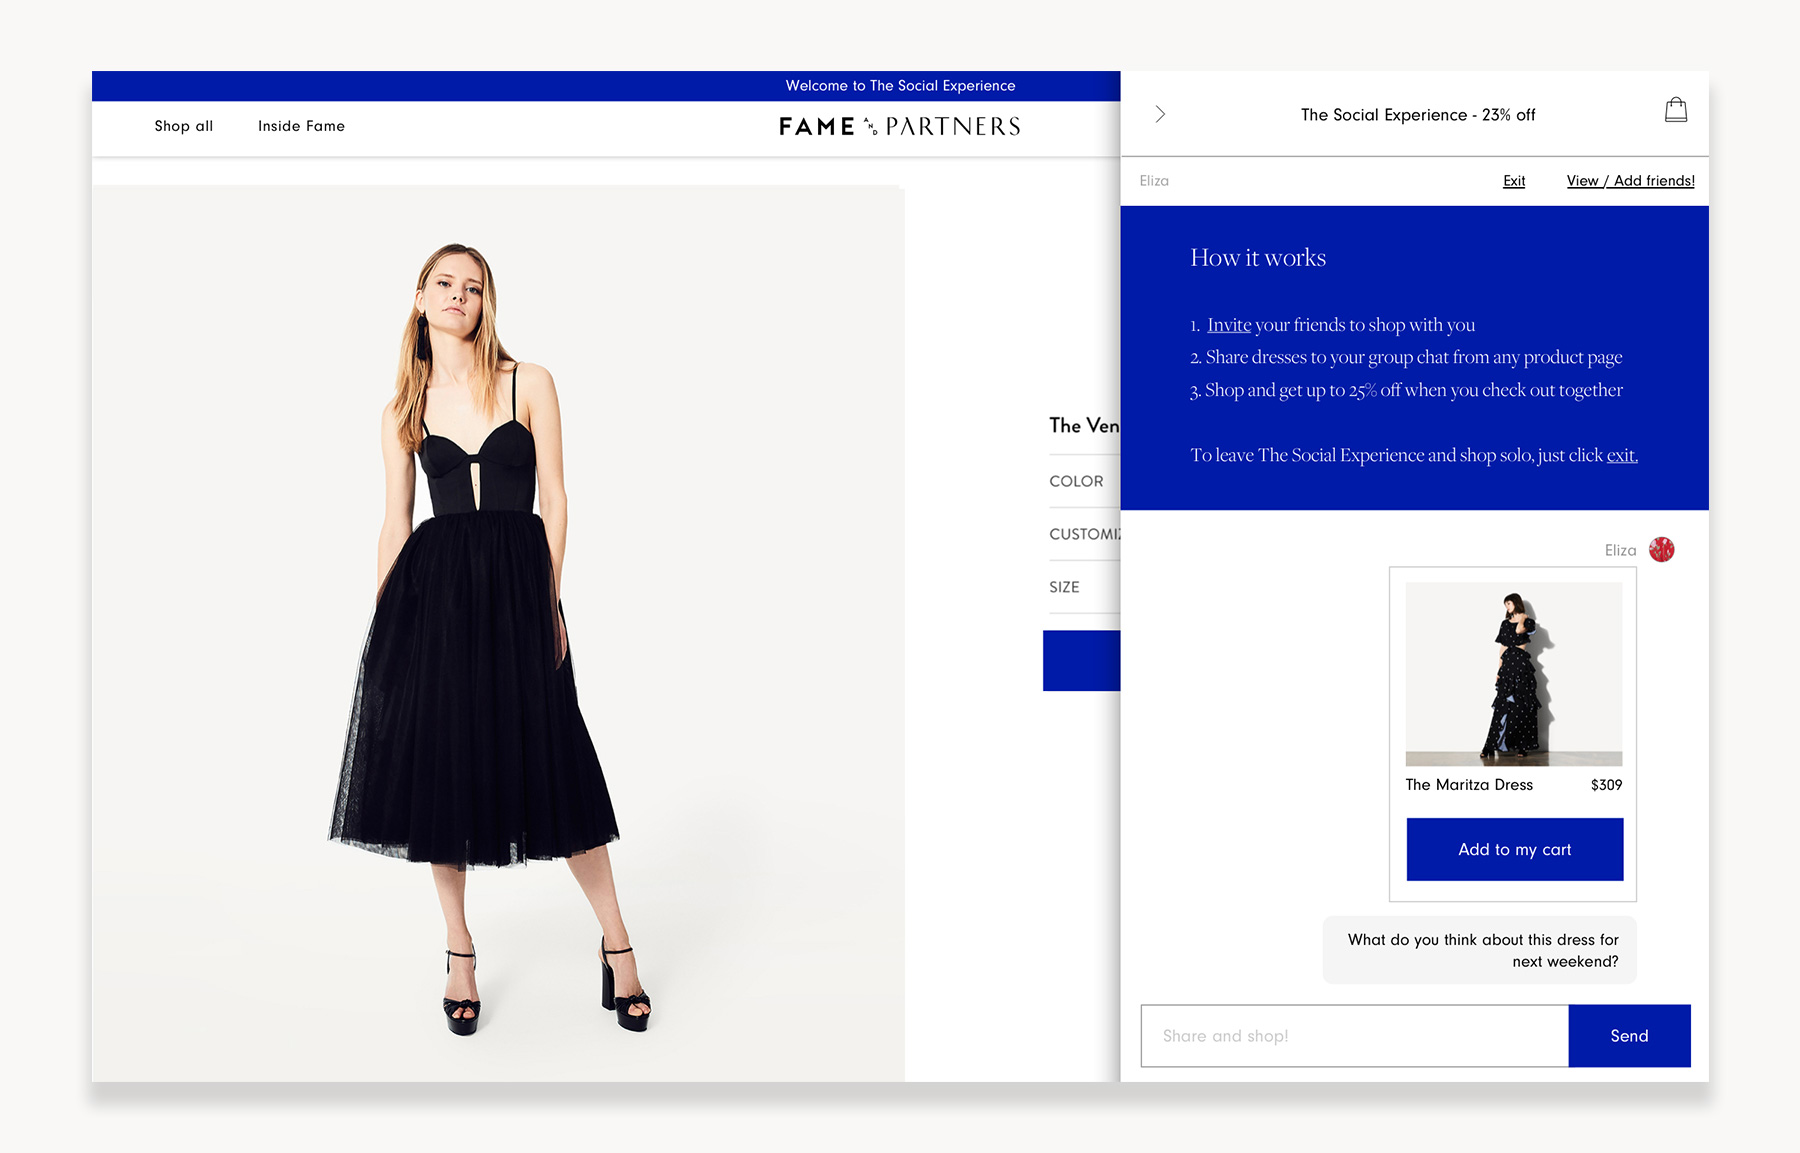 Welcome to The Social Experience
Shop all
Inside Fame
FAME AND PARTNERS
The Social Experience - 23% off
Eliza
Exit
View / Add friends!
How it works
1. Invite your friends to shop with you
2. Share dresses to your group chat from any product page
3. Shop and get up to 25% off when you check out together
To leave The Social Experience and shop solo, just click exit.
The Ven
COLOR
CUSTOMIZ
SIZE
Eliza
The Maritza Dress
$309
Add to my cart
What do you think about this dress for
next weekend?
Share and shop!
Send